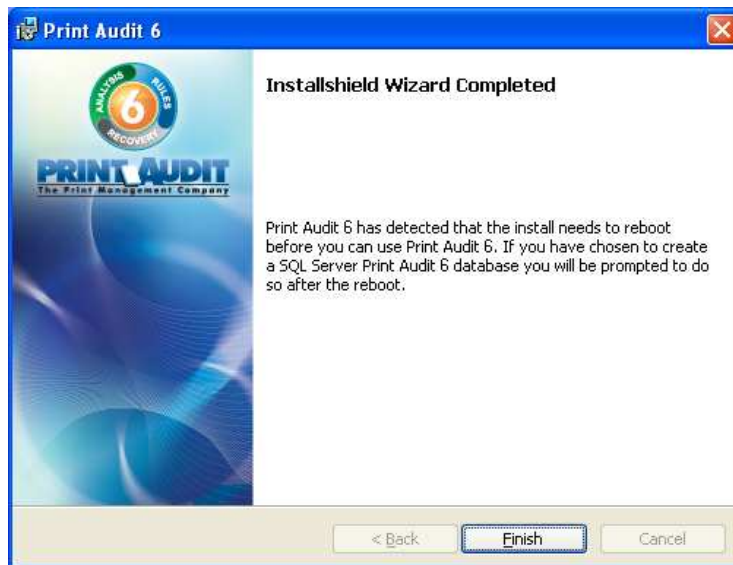 Print Audit 6
ANALYSIS
RULES
6
RECOVERY
PRINT AUDIT
The Print Management Company
Installshield Wizard Completed
Print Audit 6 has detected that the install needs to reboot
before you can use Print Audit 6. If you have chosen to create
a SQL Server Print Audit 6 database you will be prompted to do
so after the reboot.
< Back
Finish
Cancel